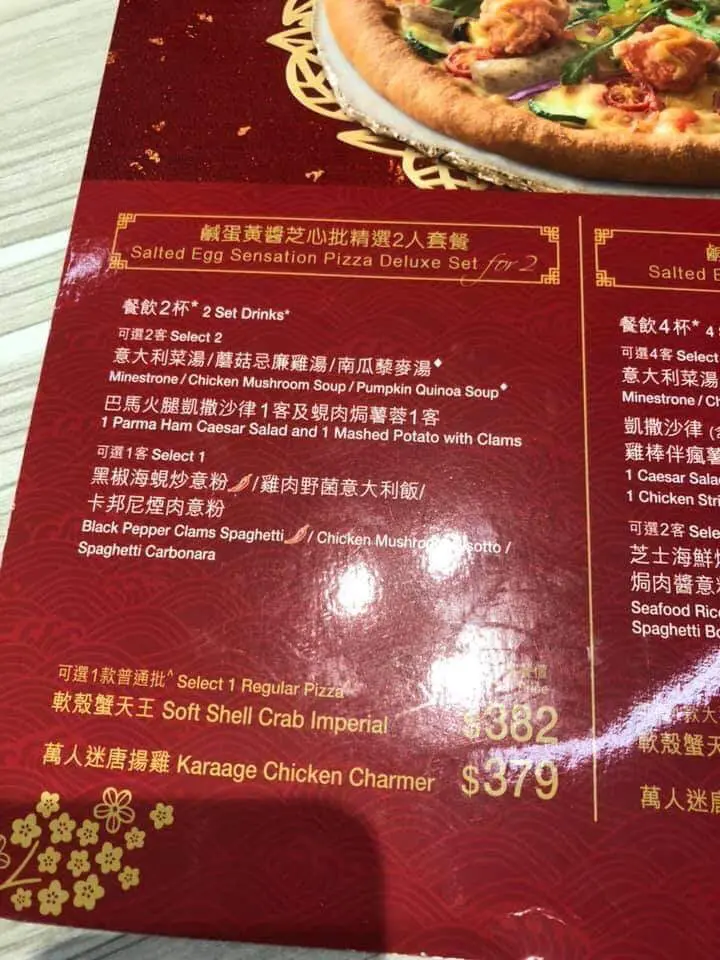 鹹蛋黃醬芝心批精選2人套餐
Salted Egg Sensation Pizza Deluxe Set for 2
餐飲2杯* 2 Set Drinks*
可選2客 Select 2
意大利菜湯/蘑菇忌廉雞湯/南瓜藜麥湯◆
Minestrone / Chicken Mushroom Soup / Pumpkin Quinoa Soup◆
巴馬火腿凱撒沙律1客及蜆肉焗薯蓉1客
1 Parma Ham Caesar Salad and 1 Mashed Potato with Clams
可選1客 Select 1
黑椒海蜆炒意粉/雞肉野菌意大利飯/
卡邦尼煙肉意粉
Black Pepper Clams Spaghetti / Chicken Mushroom
Spaghetti Carbonara
可選1款普通批^ Select 1 Regular Pizza
軟殼蟹天王 Soft Shell Crab Imperial $382
萬人迷唐揚雞 Karaage Chicken Charmer $379
鹹
Salted
餐飲4杯* 4
可選4客 Select
意大利菜湯
Minestrone
凱撒沙律
雞棒伴瘋薯
1 Caesar
1 Chicken
可選2客
芝士海鮮
焗肉醬意
Seafood
Spaghetti
款大
軟殼蟹天
萬人迷唐